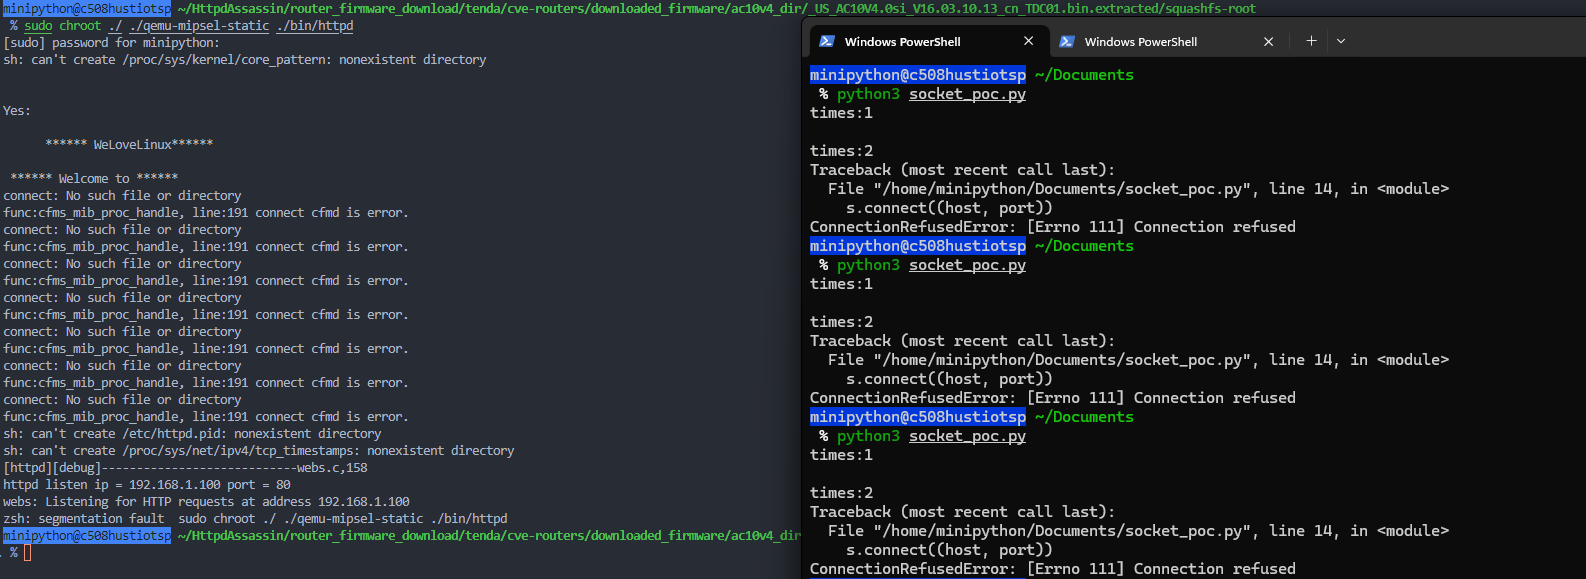 minipython@c508hustiotsp ~/HttpdAssassin/router_firmware_download/tenda/cve-routers/downloaded_firmware/ac10v4_dir/_US_AC10V4.0si_V16.03.10.13_cn_TDC01.bin.extracted/squashfs-root
% sudo chroot ./ ./qemu-mipsel-static ./bin/httpd
[sudo] password for minipython:
sh: can't create /proc/sys/kernel/core_pattern: nonexistent directory
Yes:
****** WeLoveLinux******
****** Welcome to ******
connect: No such file or directory
func:cfms_mib_proc_handle, line:191 connect cfmd is error.
connect: No such file or directory
func:cfms_mib_proc_handle, line:191 connect cfmd is error.
connect: No such file or directory
func:cfms_mib_proc_handle, line:191 connect cfmd is error.
connect: No such file or directory
func:cfms_mib_proc_handle, line:191 connect cfmd is error.
connect: No such file or directory
func:cfms_mib_proc_handle, line:191 connect cfmd is error.
connect: No such file or directory
func:cfms_mib_proc_handle, line:191 connect cfmd is error.
connect: No such file or directory
func:cfms_mib_proc_handle, line:191 connect cfmd is error.
sh: can't create /etc/httpd.pid: nonexistent directory
sh: can't create /proc/sys/net/ipv4/tcp_timestamps: nonexistent directory
[httpd][debug]----------------------------webs.c,158
httpd listen ip = 192.168.1.100 port = 80
webs: Listening for HTTP requests at address 192.168.1.100
zsh: segmentation fault  sudo chroot ./ ./qemu-mipsel-static ./bin/httpd
minipython@c508hustiotsp ~/HttpdAssassin/router_firmware_download/tenda/cve-routers/downloaded_firmware/ac10v4_dir
%
Windows PowerShell
Windows PowerShell
minipython@c508hustiotsp ~/Documents
% python3 socket_poc.py
times:1
times:2
Traceback (most recent call last):
File "/home/minipython/Documents/socket_poc.py", line 14, in <module>
s.connect((host, port))
ConnectionRefusedError: [Errno 111] Connection refused
minipython@c508hustiotsp ~/Documents
% python3 socket_poc.py
times:1
times:2
Traceback (most recent call last):
File "/home/minipython/Documents/socket_poc.py", line 14, in <module>
s.connect((host, port))
ConnectionRefusedError: [Errno 111] Connection refused
minipython@c508hustiotsp ~/Documents
% python3 socket_poc.py
times:1
times:2
Traceback (most recent call last):
File "/home/minipython/Documents/socket_poc.py", line 14, in <module>
s.connect((host, port))
ConnectionRefusedError: [Errno 111] Connection refused